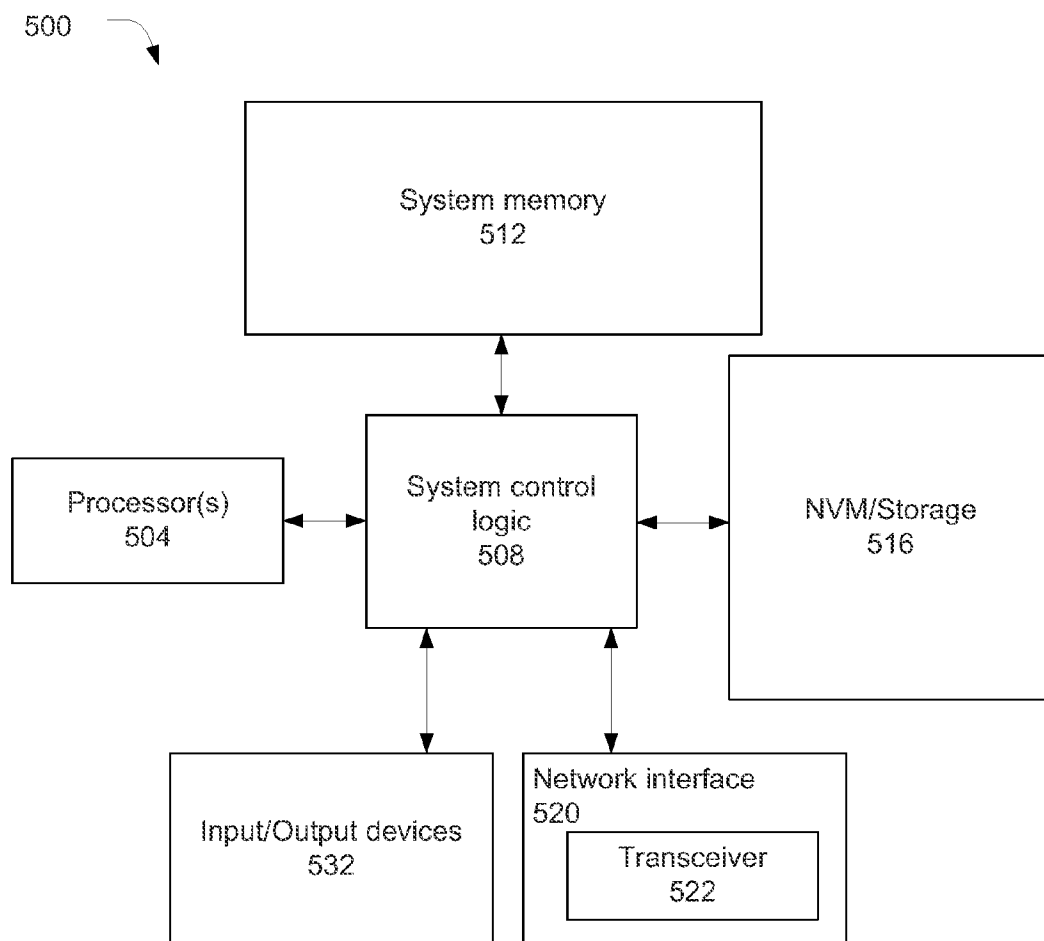 500
System memory
512
Processor(s)
504
System control
logic
508
NVM/Storage
516
Input/Output devices
532
Network interface
520
Transceiver
522